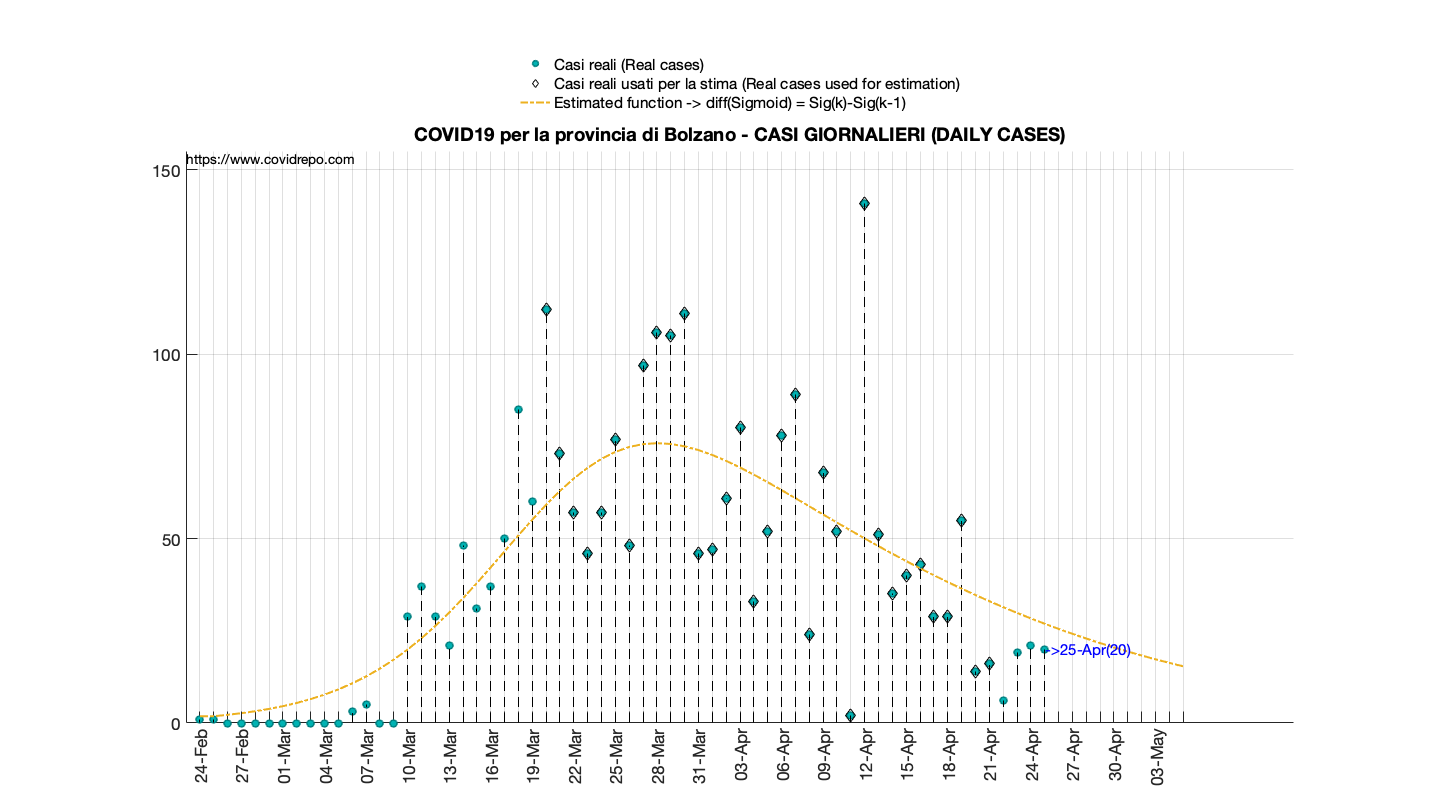 Casi reali (Real cases)
Casi reali usati per la stima (Real cases used for estimation)
Estimated function -> diff(Sigmoid) = Sig(k)-Sig(k-1)
COVID19 per la provincia di Bolzano - CASI GIORNALIERI (DAILY CASES)
https://www.covidrepo.com
150
100
50
0
->25-Apr(20)
24-Feb
27-Feb
01-Mar
04-Mar
07-Mar
10-Mar
13-Mar
16-Mar
19-Mar
22-Mar
25-Mar
28-Mar
31-Mar
03-Apr
06-Apr
09-Apr
12-Apr
15-Apr
18-Apr
21-Apr
24-Apr
27-Apr
30-Apr
03-May